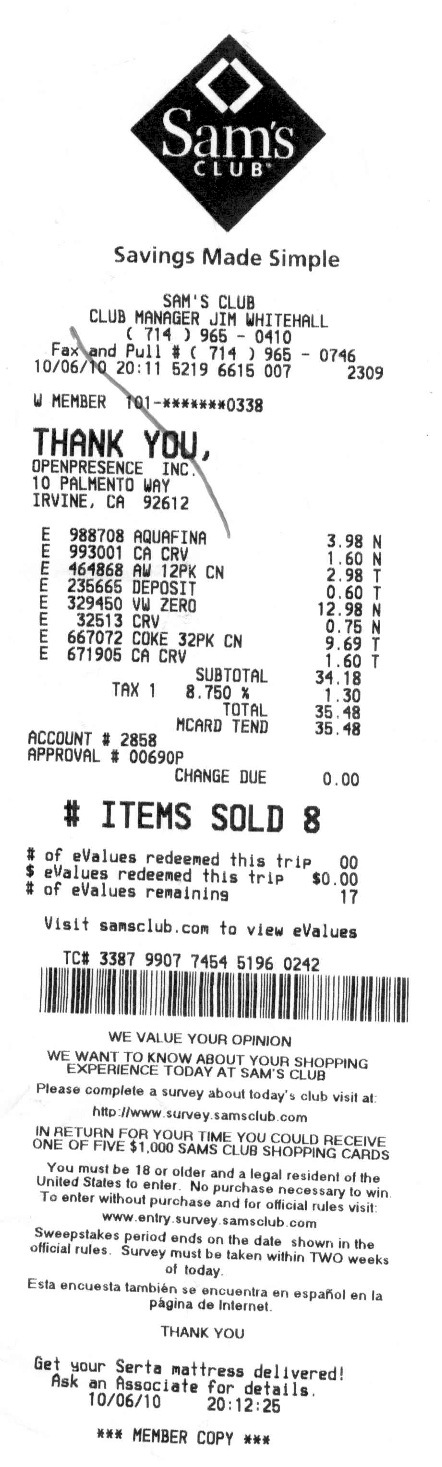 Sam's
CLUB®
Savings Made Simple
SAM'S CLUB
CLUB MANAGER JIM WHITEHALL
( 714 ) 965 - 0410
Fax and Pull # ( 714 ) 965 - 0746
10/06/10 20:11 5219 6615 007 2309
W MEMBER 101-*******0338
THANK YOU,
OPENPRESENCE INC.
10 PALMENTO WAY
IRVINE, CA 92612
E 988708 AQUAFINA 3.98 N
E 993001 CA CRV 1.60 N
E 464868 AW 12PK CN 2.98 T
E 235665 DEPOSIT 0.60 T
E 329450 VW ZERO 12.98 N
E 32513 CRV 0.75 N
E 667072 COKE 32PK CN 9.69 T
E 671905 CA CRV 1.60 T
SUBTOTAL 34.18
TAX 1 8.750 % 1.30
TOTAL 35.48
MCARD TEND 35.48
ACCOUNT # 2858
APPROVAL # 00690P
CHANGE DUE 0.00
# ITEMS SOLD 8
# of eValues redeemed this trip 00
$ eValues redeemed this trip $0.00
# of eValues remaining 17
Visit samsclub.com to view eValues
TC# 3387 9907 7454 5196 0242
WE VALUE YOUR OPINION
WE WANT TO KNOW ABOUT YOUR SHOPPING
EXPERIENCE TODAY AT SAM'S CLUB
Please complete a survey about today's club visit at:
http://www.survey.samsclub.com
IN RETURN FOR YOUR TIME YOU COULD RECEIVE
ONE OF FIVE $1,000 SAMS CLUB SHOPPING CARDS
You must be 18 or older and a legal resident of the
United States to enter. No purchase necessary to win.
To enter without purchase and for official rules visit:
www.entry.survey.samsclub.com
Sweepstakes period ends on the date shown in the
official rules. Survey must be taken within TWO weeks
of today.
Esta encuesta también se encuentra en español en la
página de Internet.
THANK YOU
Get your Serta mattress delivered!
Ask an Associate for details.
10/06/10 20:12:25
*** MEMBER COPY ***